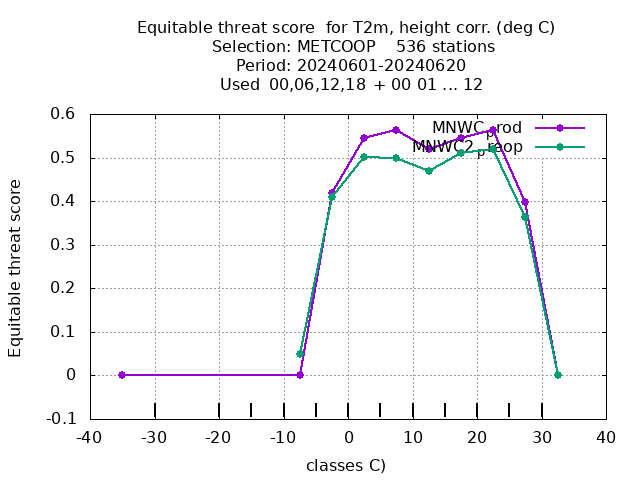 Equitable threat score for T2m, height corr. (deg C)
Selection: METCOOP 536 stations
Period: 20240601-20240620
Used 00,06,12,18 + 00 01 ... 12
MNWC_prod
MNWC2_preop
Equitable threat score
0.6
0.5
0.4
0.3
0.2
0.1
0
-0.1
-40 -30 -20 -10 0 10 20 30 40
classes C)